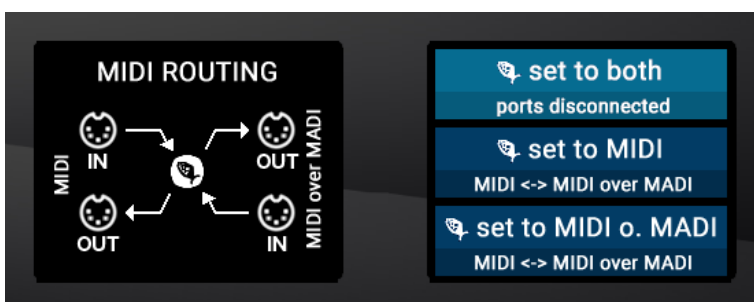 MIDI ROUTING
MIDI
IN
OUT
OUT
IN
MIDI over MADI
set to both
ports disconnected
set to MIDI
MIDI <-> MIDI over MADI
set to MIDI o. MADI
MIDI <-> MIDI over MADI